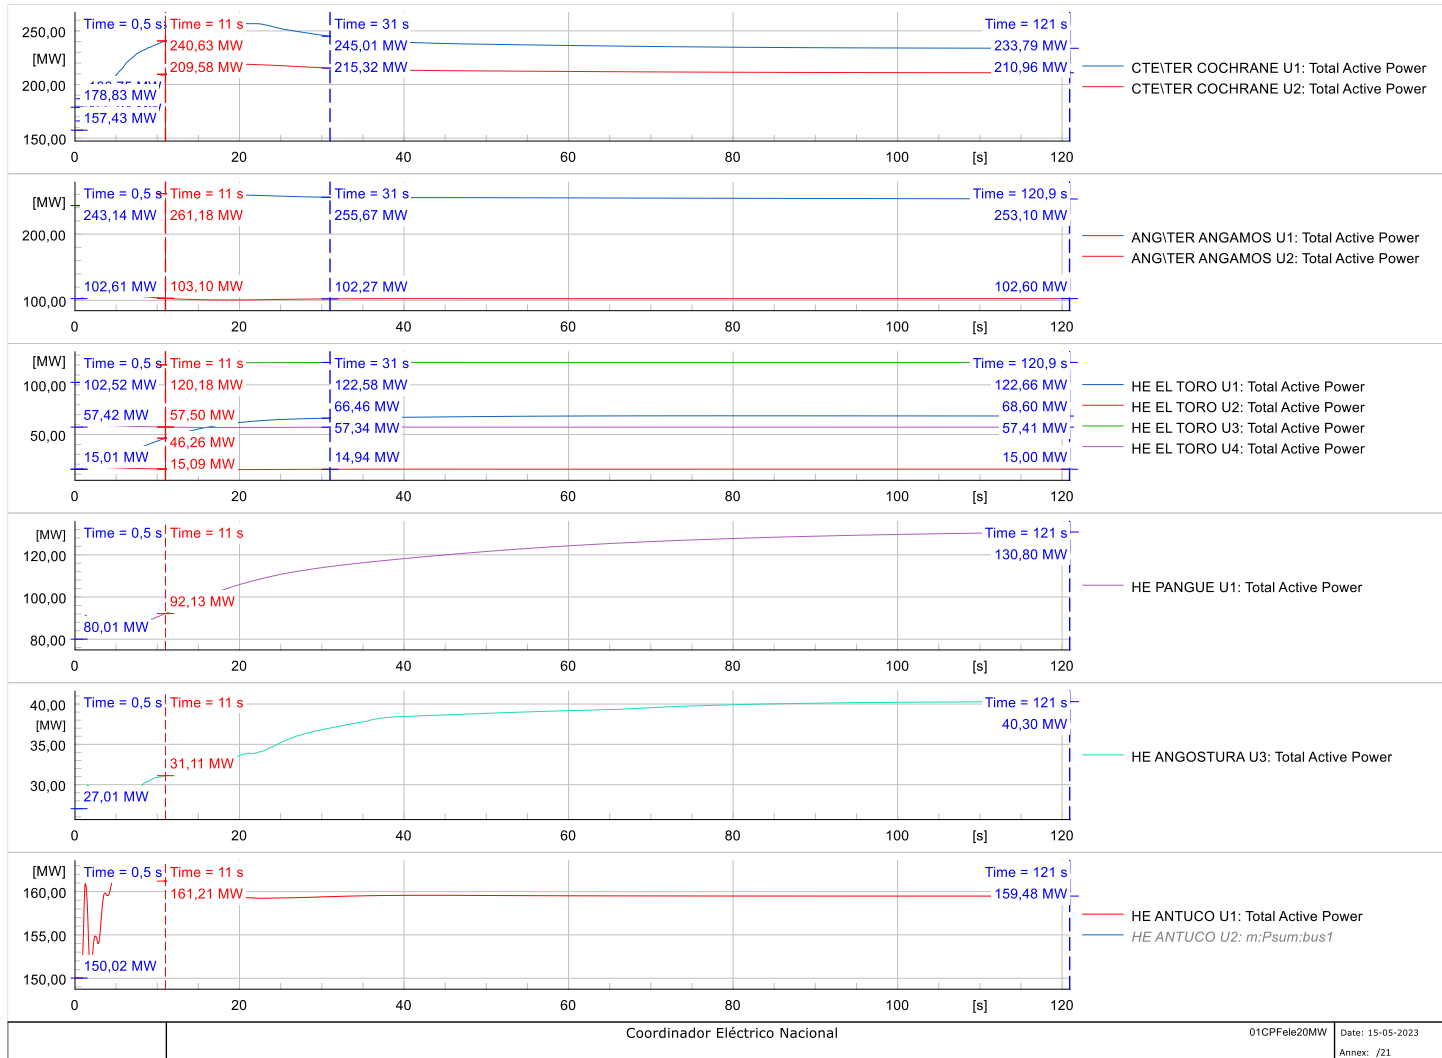 250,00
[MW]
200,00
150,00
Time = 0,5 s
Time = 11 s
Time = 31 s
Time = 121 s
240,63 MW
245,01 MW
233,79 MW
209,58 MW
215,32 MW
210,96 MW
178,83 MW
157,43 MW
CTE\TER COCHRANE U1: Total Active Power
CTE\TER COCHRANE U2: Total Active Power
0 20 40 60 80 100 [s] 120
[MW]
200,00
100,00
Time = 0,5 s
Time = 11 s
Time = 31 s
Time = 120,9 s
243,14 MW
261,18 MW
255,67 MW
253,10 MW
102,61 MW
103,10 MW
102,27 MW
102,60 MW
ANG\TER ANGAMOS U1: Total Active Power
ANG\TER ANGAMOS U2: Total Active Power
0 20 40 60 80 100 [s] 120
[MW]
100,00
50,00
Time = 0,5 s
Time = 11 s
Time = 31 s
Time = 120,9 s
102,52 MW
120,18 MW
122,58 MW
122,66 MW
66,46 MW
68,60 MW
57,42 MW
57,50 MW
57,34 MW
57,41 MW
46,26 MW
15,01 MW
15,09 MW
14,94 MW
15,00 MW
HE EL TORO U1: Total Active Power
HE EL TORO U2: Total Active Power
HE EL TORO U3: Total Active Power
HE EL TORO U4: Total Active Power
0 20 40 60 80 100 [s] 120
[MW]
120,00
100,00
80,00
Time = 0,5 s
Time = 11 s
Time = 121 s
130,80 MW
92,13 MW
80,01 MW
HE PANGUE U1: Total Active Power
0 20 40 60 80 100 [s] 120
40,00
[MW]
35,00
30,00
Time = 0,5 s
Time = 11 s
Time = 121 s
40,30 MW
31,11 MW
27,01 MW
HE ANGOSTURA U3: Total Active Power
0 20 40 60 80 100 [s] 120
[MW]
160,00
155,00
150,00
Time = 0,5 s
Time = 11 s
Time = 121 s
161,21 MW
159,48 MW
150,02 MW
HE ANTUCO U1: Total Active Power
HE ANTUCO U2: m:Psum:bus1
0 20 40 60 80 100 [s] 120
Coordinador Eléctrico Nacional
01CPFele20MW
Date: 15-05-2023
Annex: /21